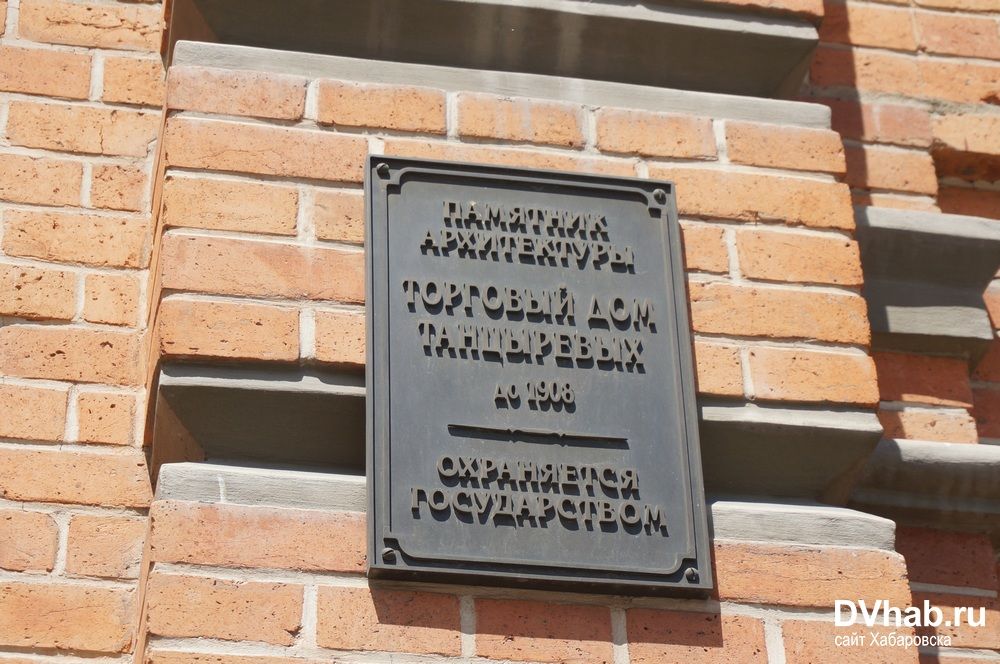 ПАМЯТНИК
АРХИТЕКТУРЫ
ТОРГОВЫЙ ДОМ
ТАНЦЫРЕВЫХ
ДО 1908
ОХРАНЯЕТСЯ
ГОСУДАРСТВОМ
DVhab.ru
сайт Хабаровска